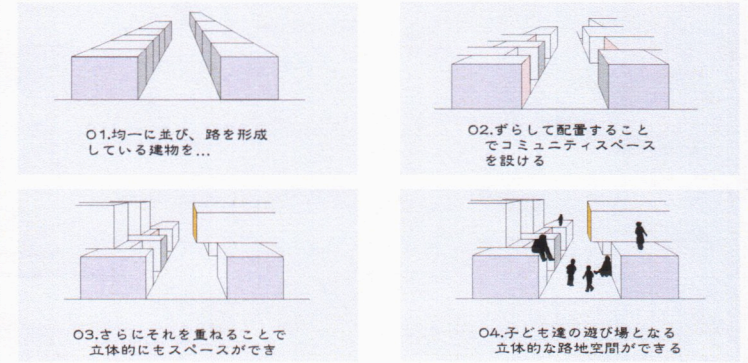 01.均一に並び、路を形成
している建物を...
02.ずらして配置すること
でコミュニティスペース
を設ける
03.さらにそれを重ねることで
立体的にもスペースができ
04.子ども達の遊び場となる
立体的な路地空間ができる